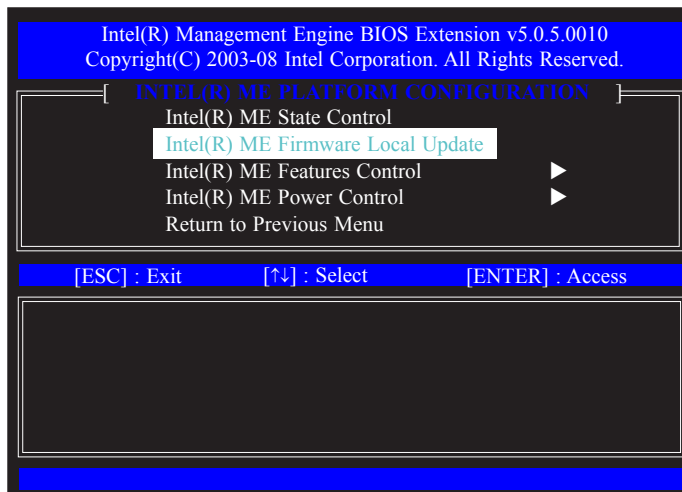 Intel(R) Management Engine BIOS Extension v5.0.5.0010
Copyright(C) 2003-08 Intel Corporation. All Rights Reserved.
[ INTEL(R) ME PLATFORM CONFIGURATION ]
Intel(R) ME State Control
Intel(R) ME Firmware Local Update
Intel(R) ME Features Control ▶
Intel(R) ME Power Control ▶
Return to Previous Menu
[ESC] : Exit [↑↓] : Select [ENTER] : Access